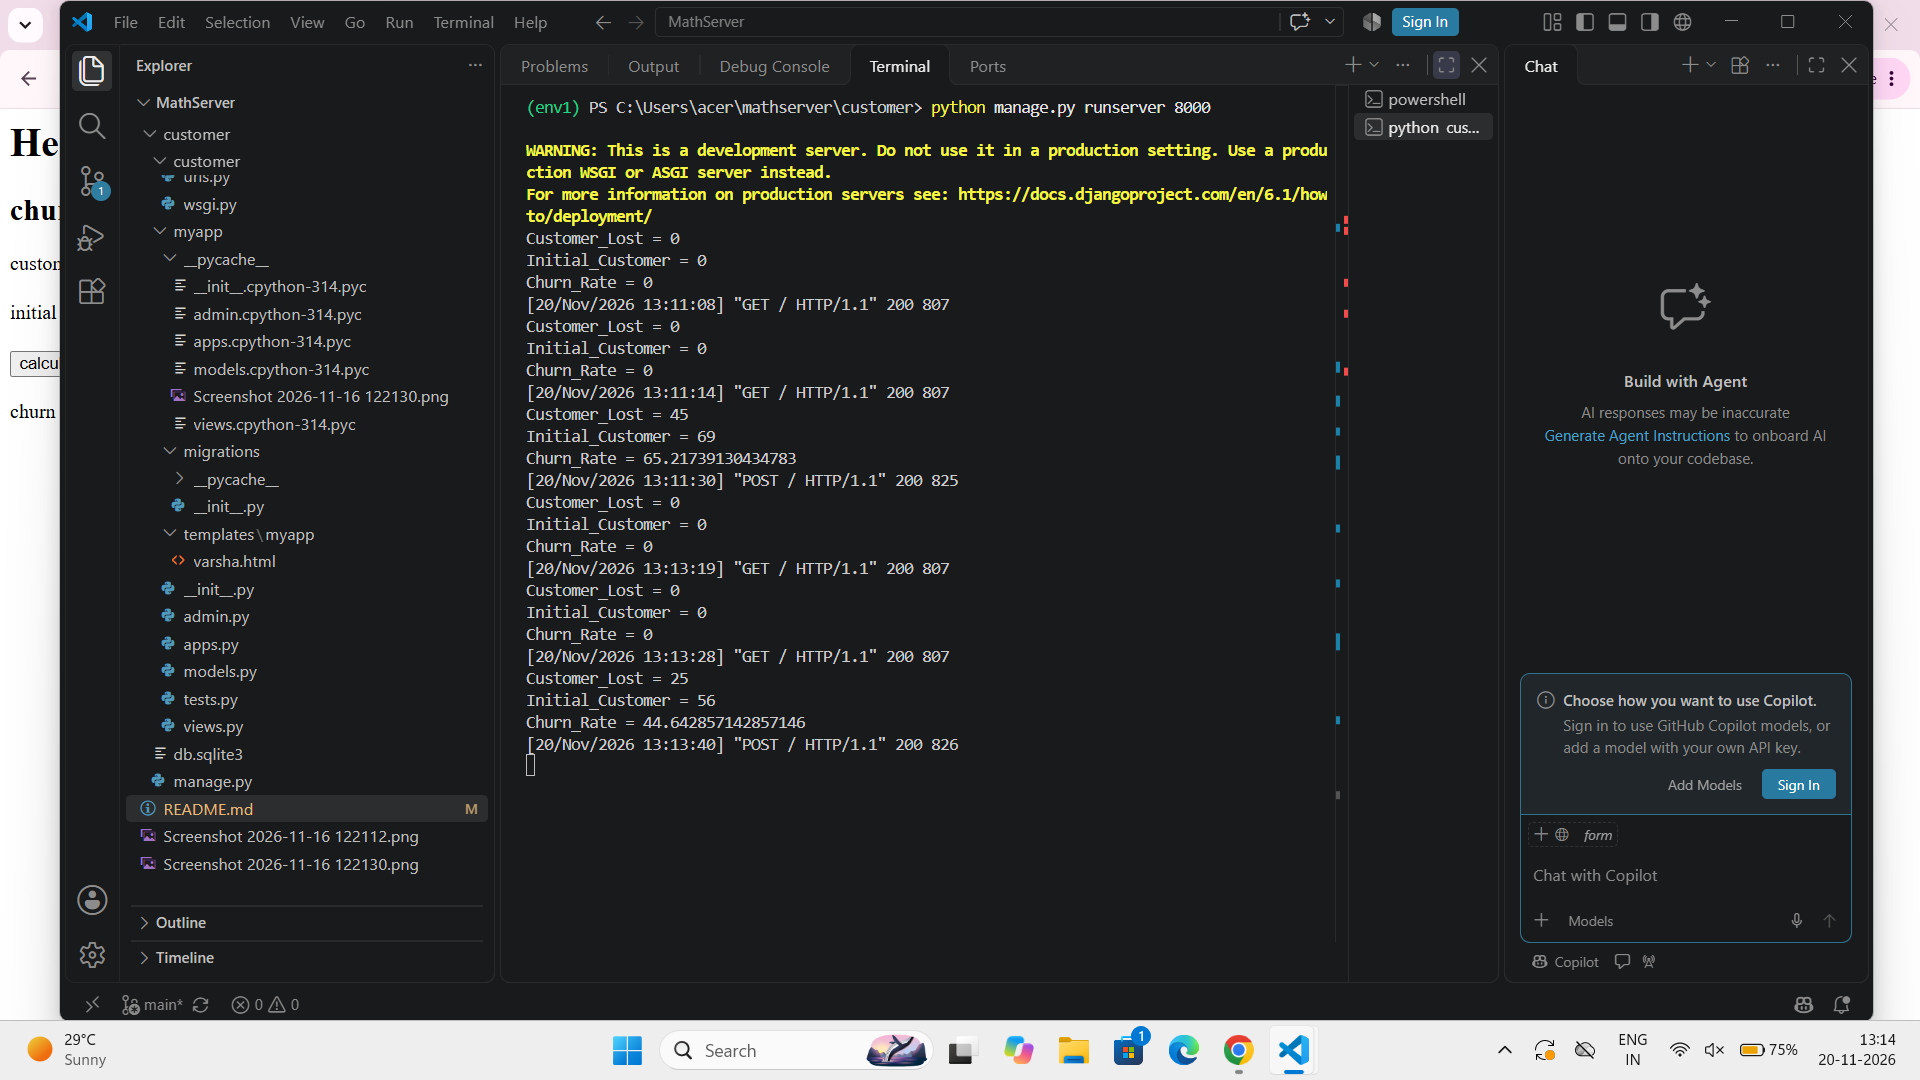 File Edit Selection View Go Run Terminal Help
MathServer
Sign In
Explorer
MathServer
customer
customer
urls.py
wsgi.py
myapp
__pycache__
__init__.cpython-314.pyc
admin.cpython-314.pyc
apps.cpython-314.pyc
models.cpython-314.pyc
Screenshot 2026-11-16 122130.png
views.cpython-314.pyc
migrations
__pycache__
__init__.py
templates\myapp
varsha.html
__init__.py
admin.py
apps.py
models.py
tests.py
views.py
db.sqlite3
manage.py
README.md M
Screenshot 2026-11-16 122112.png
Screenshot 2026-11-16 122130.png
Outline
Timeline
1
He
custom
initial
calcu
churn
Problems Output Debug Console Terminal Ports
(env1) PS C:\Users\acer\mathserver\customer> python manage.py runserver 8000
WARNING: This is a development server. Do not use it in a production setting. Use a produ
ction WSGI or ASGI server instead.
For more information on production servers see: https://docs.djangoproject.com/en/6.1/how
to/deployment/
Customer_Lost = 0
Initial_Customer = 0
Churn_Rate = 0
[20/Nov/2026 13:11:08] "GET / HTTP/1.1" 200 807
Customer_Lost = 0
Initial_Customer = 0
Churn_Rate = 0
[20/Nov/2026 13:11:14] "GET / HTTP/1.1" 200 807
Customer_Lost = 45
Initial_Customer = 69
Churn_Rate = 65.21739130434783
[20/Nov/2026 13:11:30] "POST / HTTP/1.1" 200 825
Customer_Lost = 0
Initial_Customer = 0
Churn_Rate = 0
[20/Nov/2026 13:13:19] "GET / HTTP/1.1" 200 807
Customer_Lost = 0
Initial_Customer = 0
Churn_Rate = 0
[20/Nov/2026 13:13:28] "GET / HTTP/1.1" 200 807
Customer_Lost = 25
Initial_Customer = 56
Churn_Rate = 44.642857142857146
[20/Nov/2026 13:13:40] "POST / HTTP/1.1" 200 826
powershell
python cus...
Chat
Build with Agent
AI responses may be inaccurate
Generate Agent Instructions to onboard AI
onto your codebase.
Choose how you want to use Copilot.
Sign in to use GitHub Copilot models, or
add a model with your own API key.
Add Models Sign In
form
Chat with Copilot
Models
Copilot
main* 0 0
29°C
Sunny
Search
1
ENG
IN
75%
13:14
20-11-2026